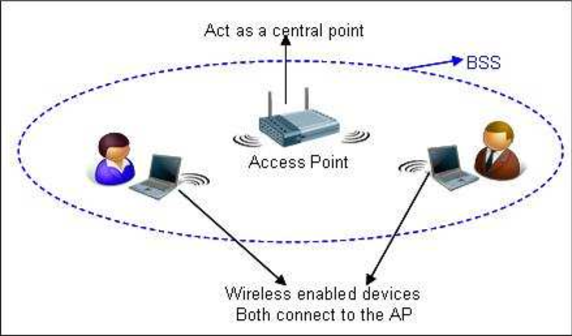 Act as a central point
BSS
Access Point
Wireless enabled devices
Both connect to the AP